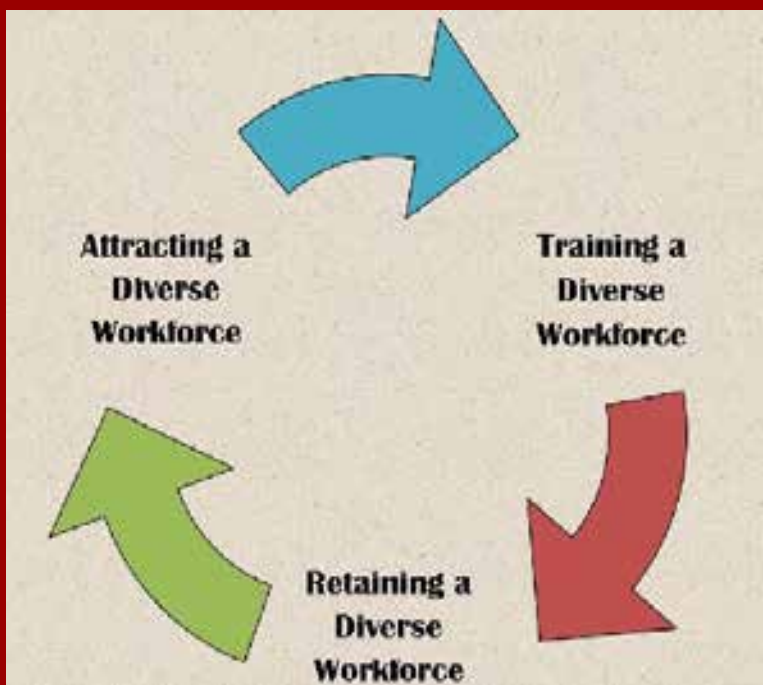 Attracting a
Diverse
Workforce
Training a
Diverse
Workforce
Retaining a
Diverse
Workforce